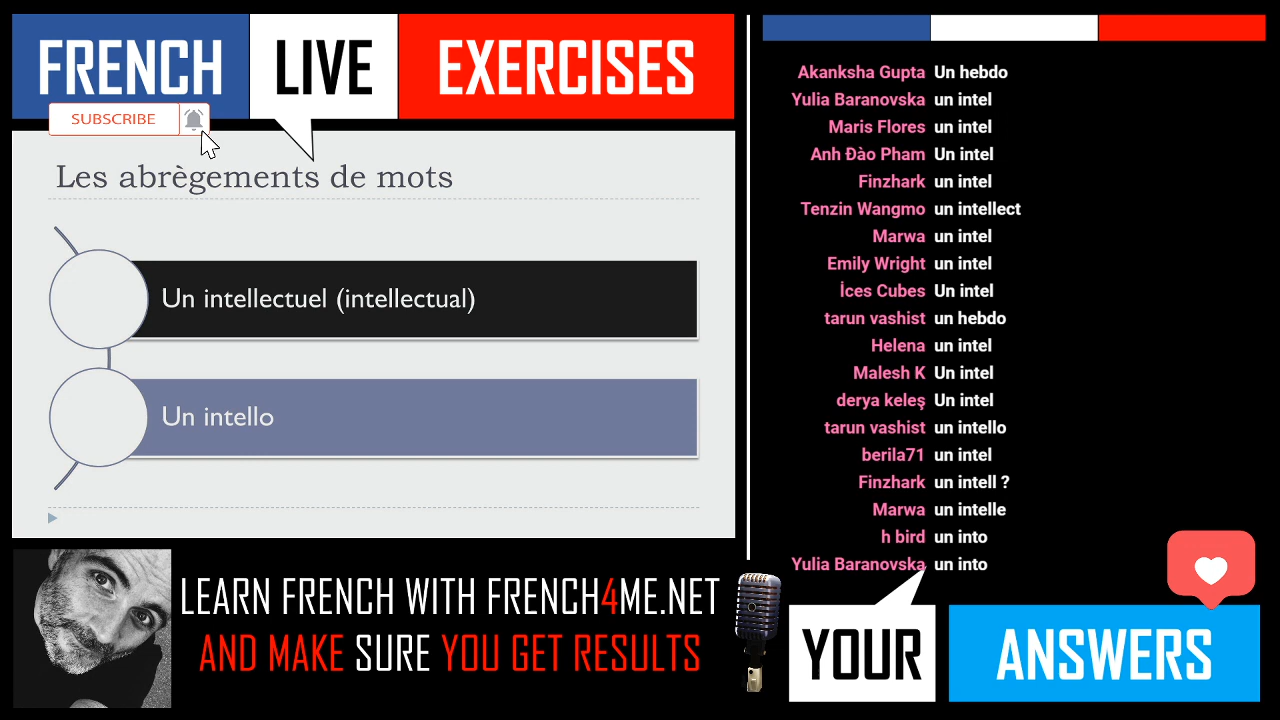 FRENCH LIVE EXERCISES
SUBSCRIBE
Les abrègements de mots
Un intellectuel (intellectual)
Un intello
LEARN FRENCH WITH FRENCH4ME.NET
AND MAKE SURE YOU GET RESULTS
Akanksha Gupta Un hebdo
Yulia Baranovska un intel
Maris Flores un intel
Anh Đào Pham Un intel
Finzhark un intel
Tenzin Wangmo un intellect
Marwa un intel
Emily Wright un intel
İces Cubes Un intel
tarun vashist un hebdo
Helena un intel
Malesh K Un intel
derya keleş Un intel
tarun vashist un intello
berila71 un intel
Finzhark un intell ?
Marwa un intelle
h bird un into
Yulia Baranovska un into
YOUR ANSWERS